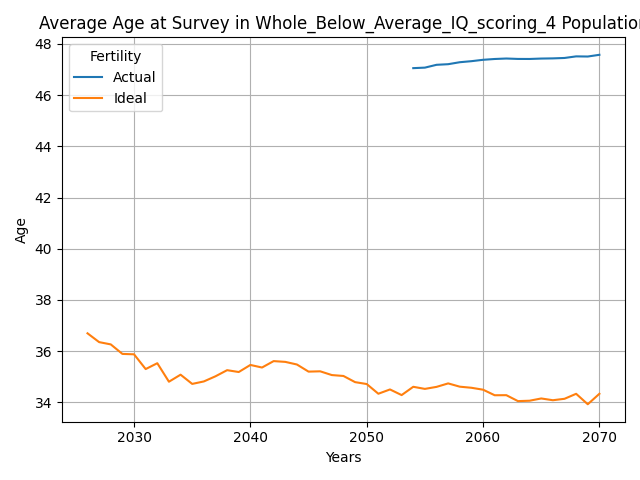 Average Age at Survey in Whole_Below_Average_IQ_scoring_4 Population
Fertility
Actual
Ideal
48
46
44
42
40
38
36
34
Age
2030 2040 2050 2060 2070
Years